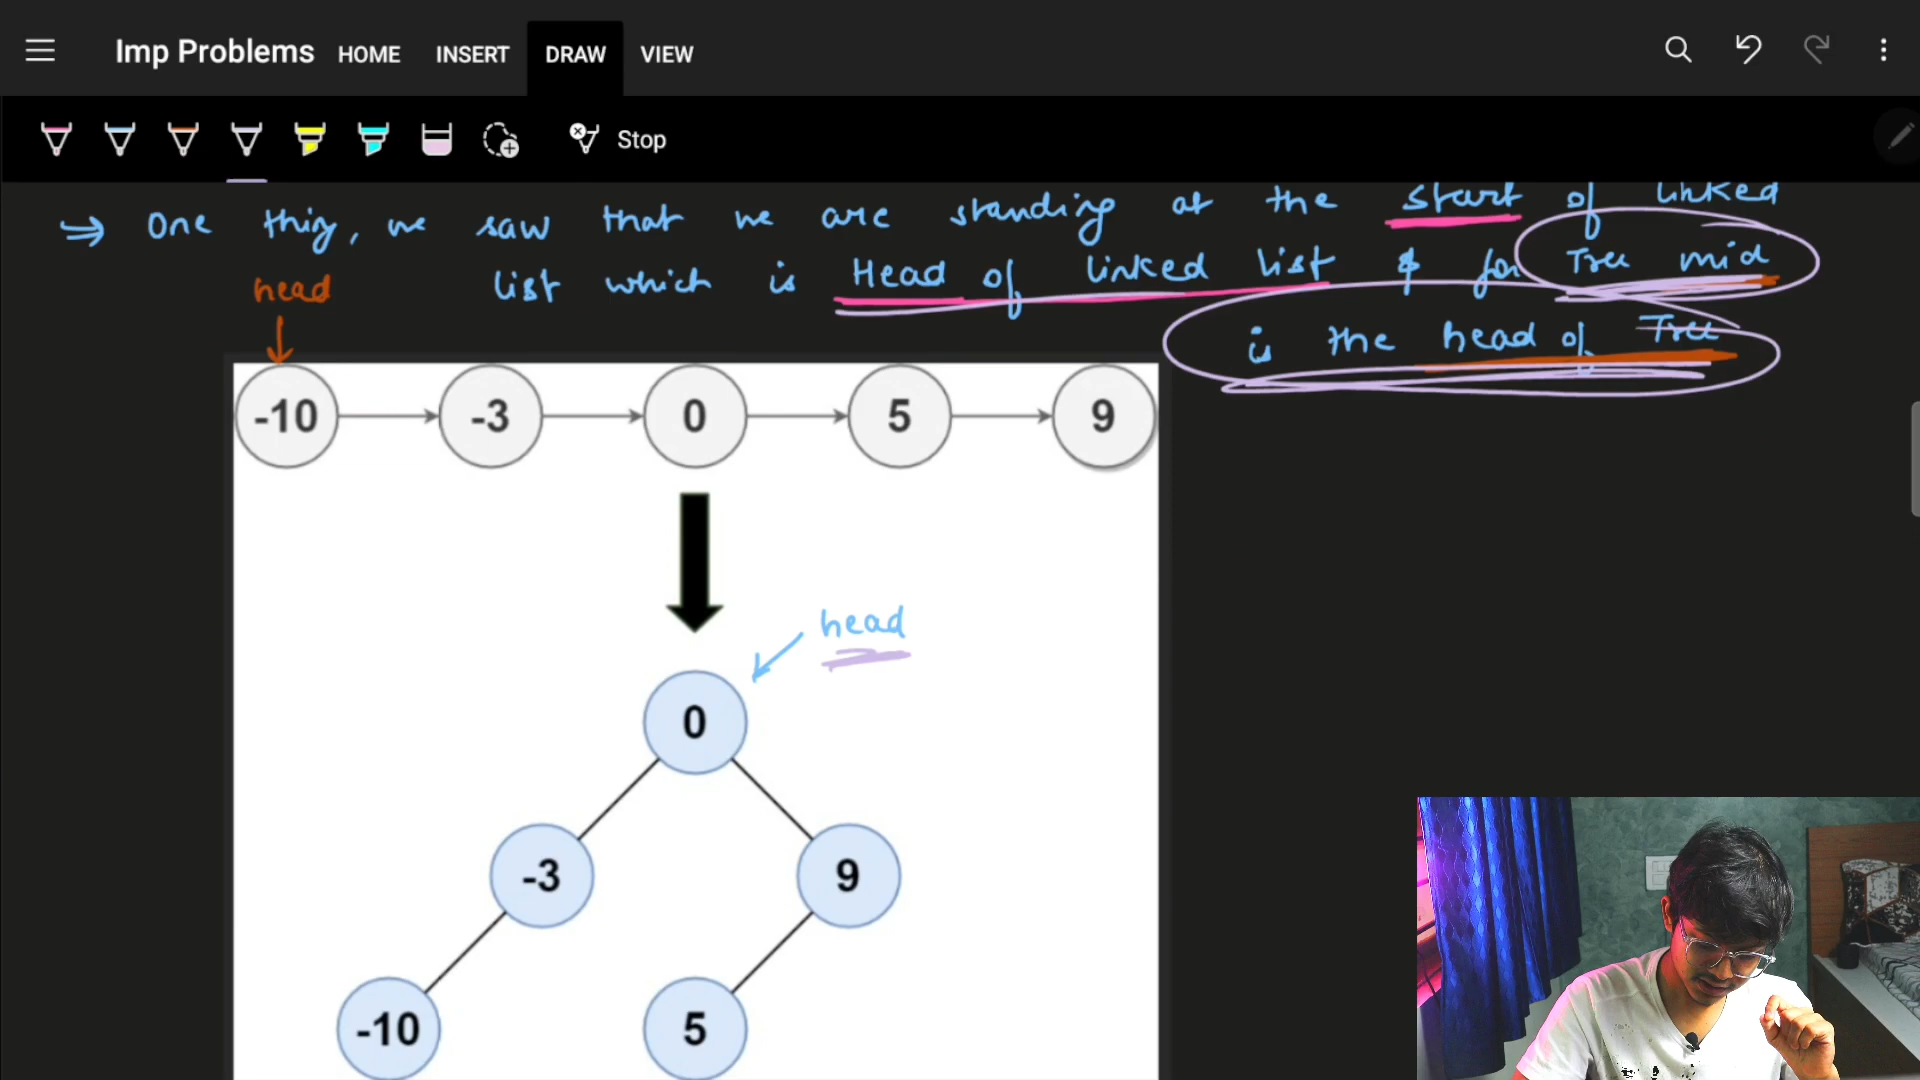 Imp Problems HOME INSERT DRAW VIEW
Stop
⇒ One thing, we saw that we are standing at the start of linked
list which is Head of linked list & for Tree mid
is the head of Tree
head
-10 -3 0 5 9
head
0
-3 9
-10 5